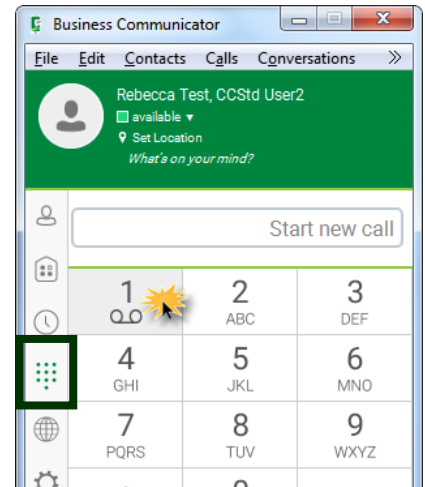 Business Communicator
File Edit Contacts Calls Conversations »
Rebecca Test, CCStd User2
available
Set Location
What's on your mind?
Start new call
1 2 3
ABC DEF
4 5 6
GHI JKL MNO
7 8 9
PQRS TUV WXYZ